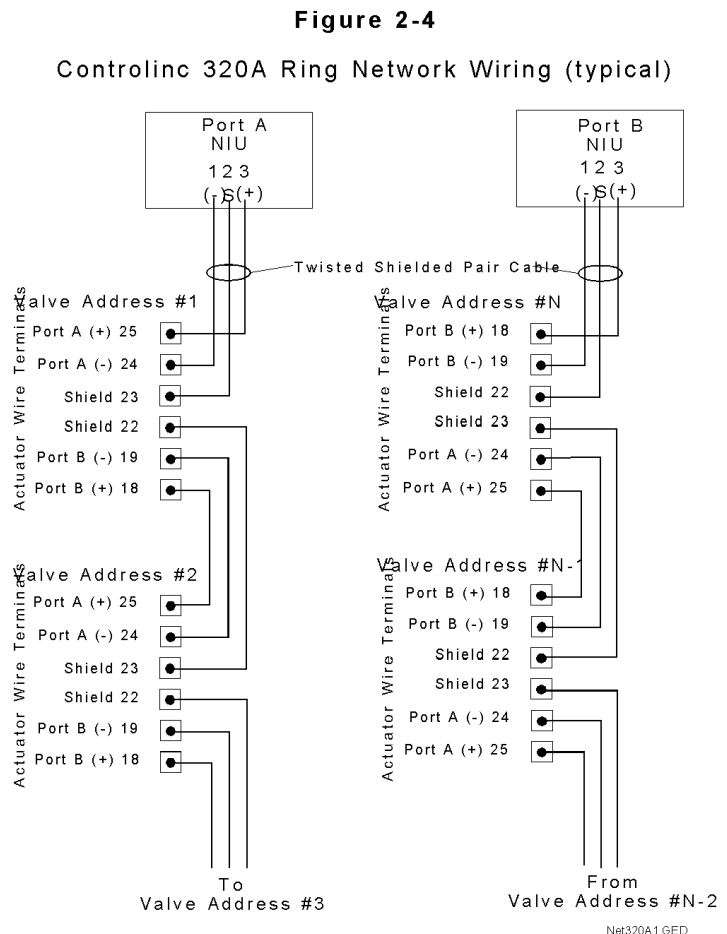 Figure 2-4
Controlinc 320A Ring Network Wiring (typical)
Port A
NIU
1 2 3
(-)S(+)
Port B
NIU
1 2 3
(-)S(+)
Twisted Shielded Pair Cable
Valve Address #1
Actuator Wire Terminals
Port A (+) 25
Port A (-) 24
Shield 23
Shield 22
Port B (-) 19
Port B (+) 18
Valve Address #2
Actuator Wire Terminals
Port A (+) 25
Port A (-) 24
Shield 23
Shield 22
Port B (-) 19
Port B (+) 18
To
Valve Address #3
Valve Address #N
Actuator Wire Terminals
Port B (+) 18
Port B (-) 19
Shield 22
Shield 23
Port A (-) 24
Port A (+) 25
Valve Address #N-1
Actuator Wire Terminals
Port B (+) 18
Port B (-) 19
Shield 22
Shield 23
Port A (-) 24
Port A (+) 25
From
Valve Address #N-2
Net320A1.GED